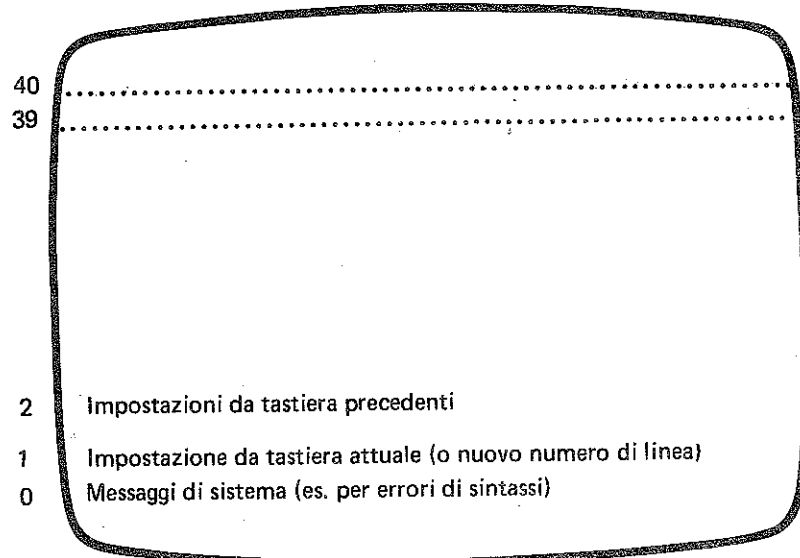 40 ................................................................
39 ................................................................
2 Impostazioni da tastiera precedenti
1 Impostazione da tastiera attuale (o nuovo numero di linea)
0 Messaggi di sistema (es. per errori di sintassi)